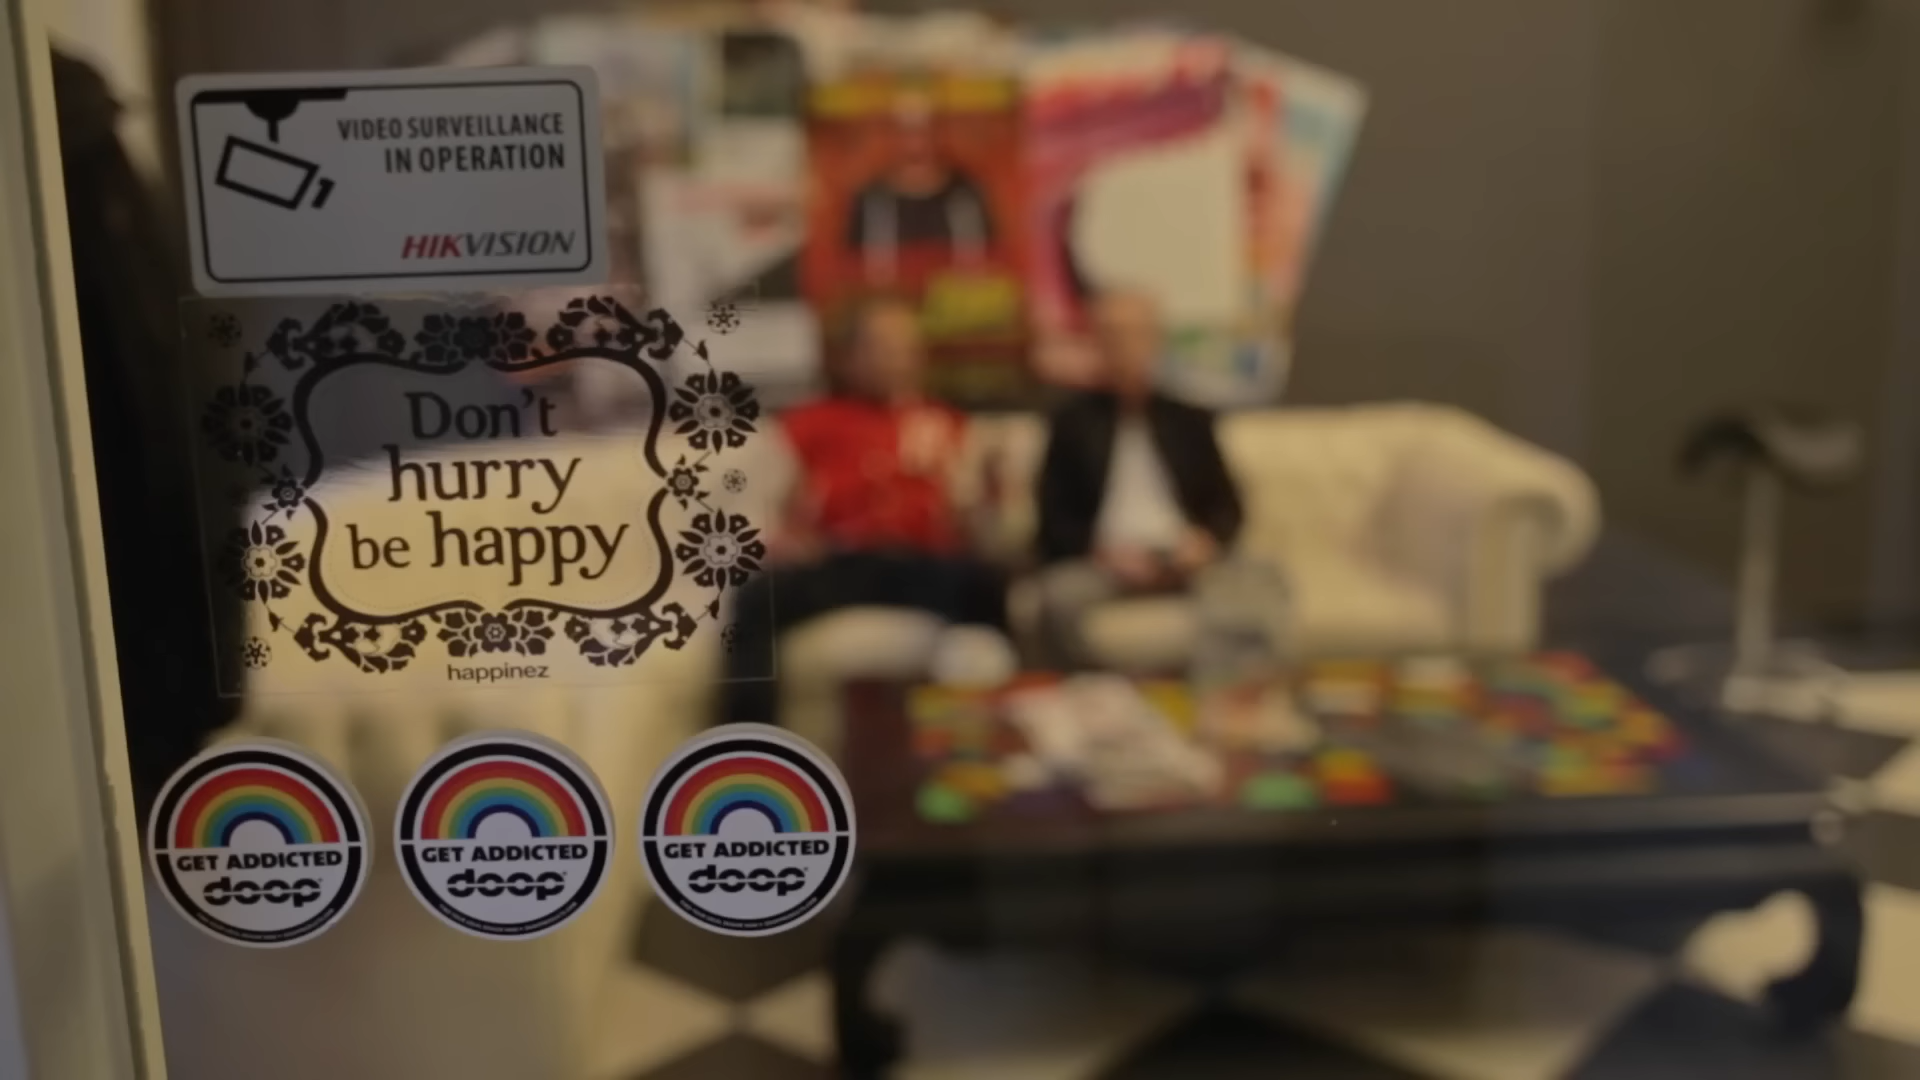 VIDEO SURVEILLANCE
IN OPERATION
HIKVISION
Don't
hurry
be happy
happinez
GET ADDICTED
doop
GET ADDICTED
doop
GET ADDICTED
doop